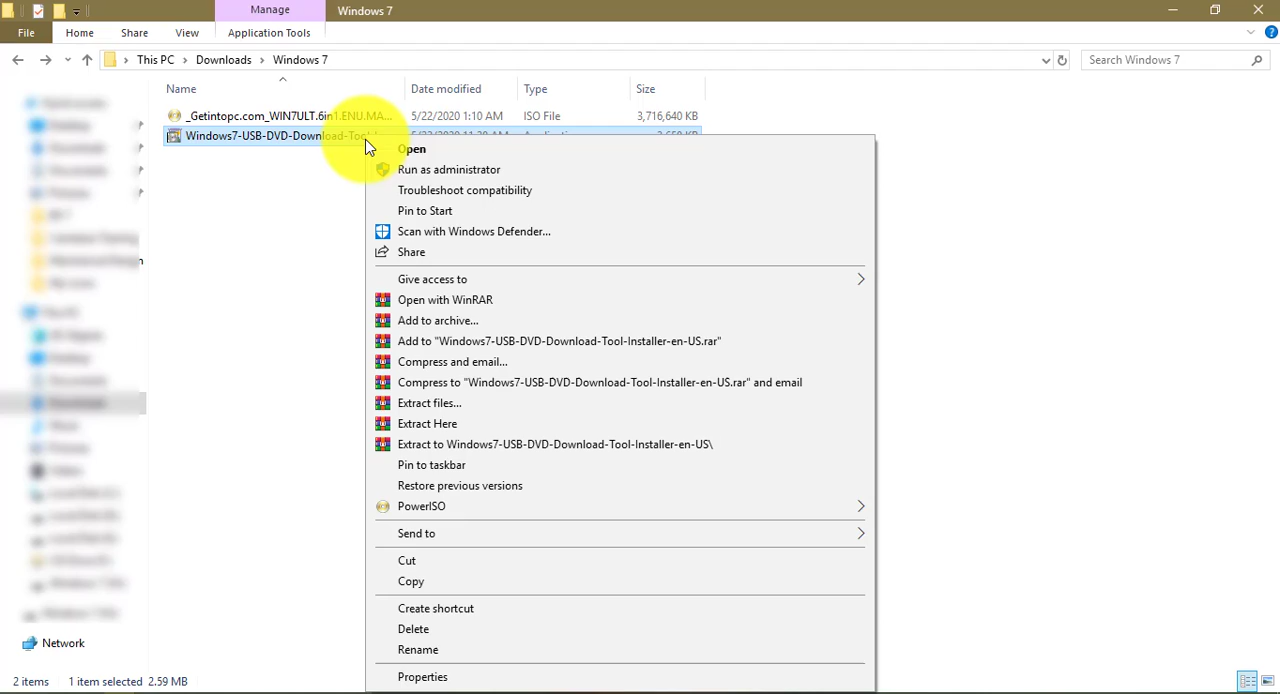 Manage
Windows 7
File
Home
Share
View
Application Tools
This PC
Downloads
Windows 7
Search Windows 7
Name
Date modified
Type
Size
_Getintopc.com_WIN7ULT.6in1.ENU.MA...
5/22/2020 1:10 AM
ISO File
3,716,640 KB
Windows7-USB-DVD-Download-Tool
Open
Run as administrator
Troubleshoot compatibility
Pin to Start
Scan with Windows Defender...
Share
Give access to
Open with WinRAR
Add to archive...
Add to "Windows7-USB-DVD-Download-Tool-Installer-en-US.rar"
Compress and email...
Compress to "Windows7-USB-DVD-Download-Tool-Installer-en-US.rar" and email
Extract files...
Extract Here
Extract to Windows7-USB-DVD-Download-Tool-Installer-en-US\
Pin to taskbar
Restore previous versions
PowerISO
Send to
Cut
Copy
Create shortcut
Delete
Rename
Properties
Network
2 items
1 item selected
2.59 MB